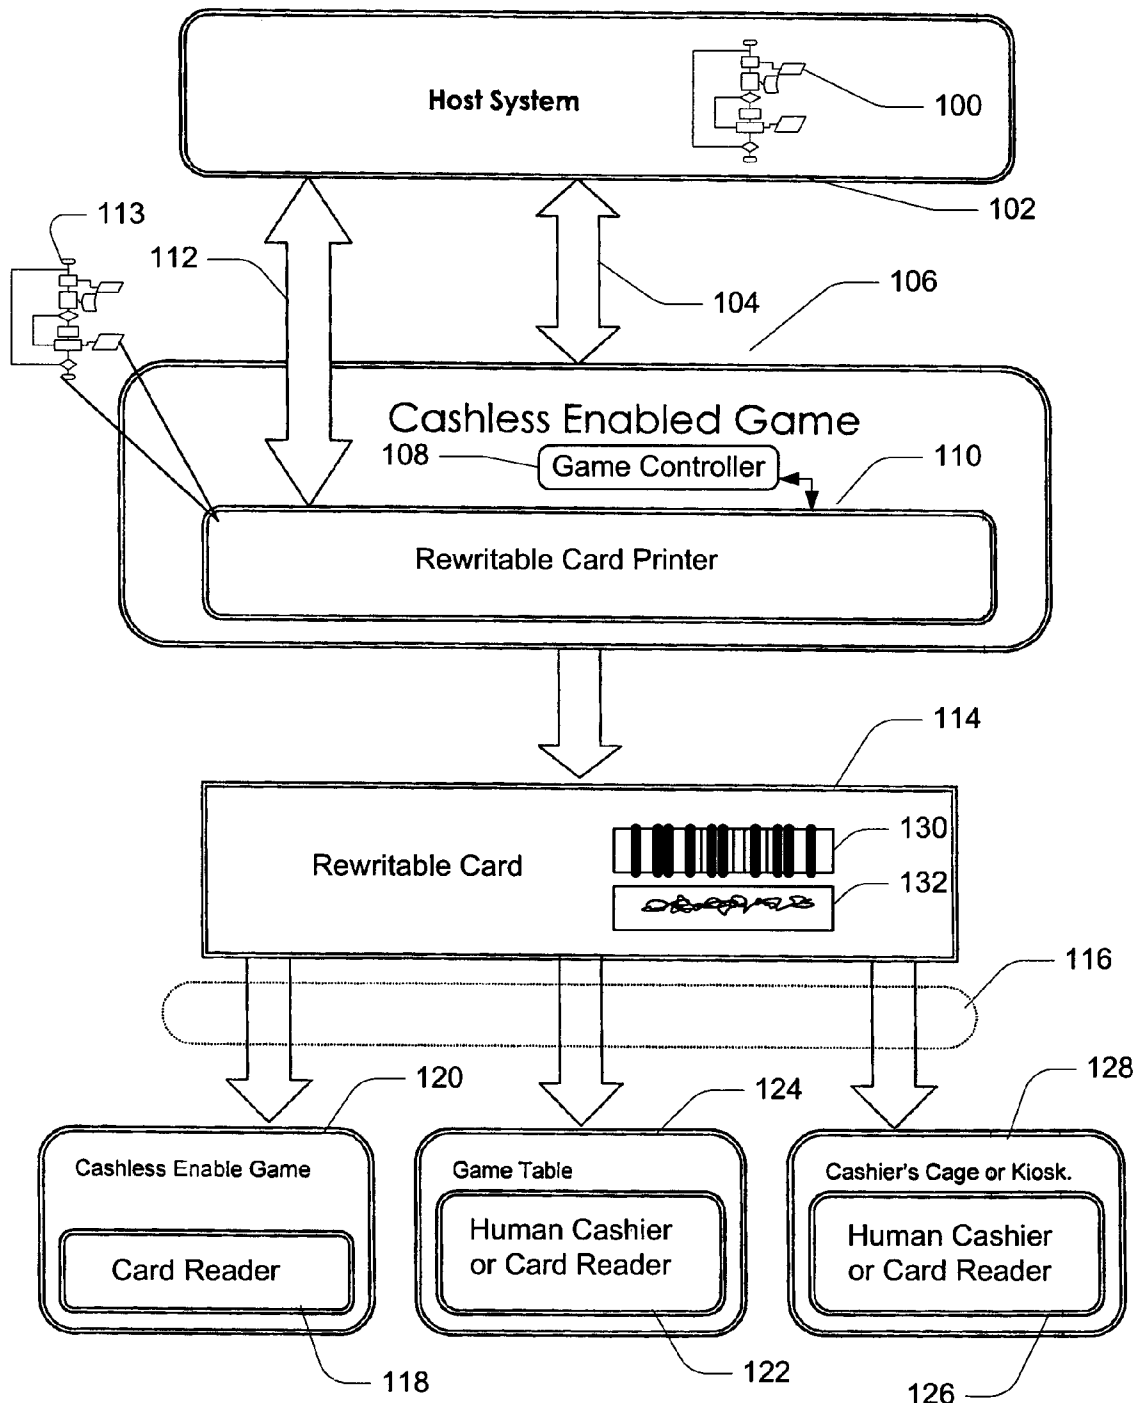 Host System
100
102
113
112
104
106
Cashless Enabled Game
108
Game Controller
110
Rewritable Card Printer
114
130
Rewritable Card
132
116
120
124
128
Cashless Enable Game
Game Table
Cashier's Cage or Kiosk.
Card Reader
Human Cashier
or Card Reader
Human Cashier
or Card Reader
118
122
126